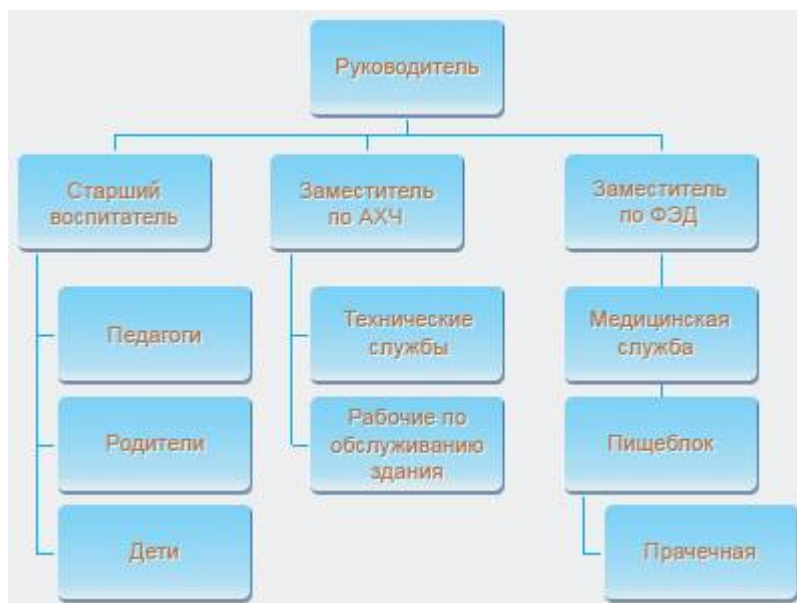 Руководитель
Старший
воспитатель
Заместитель
по АХЧ
Заместитель
по ФЭД
Педагоги
Технические
службы
Медицинская
служба
Родители
Рабочие по
обслуживанию
здания
Пищеблок
Дети
Прачечная